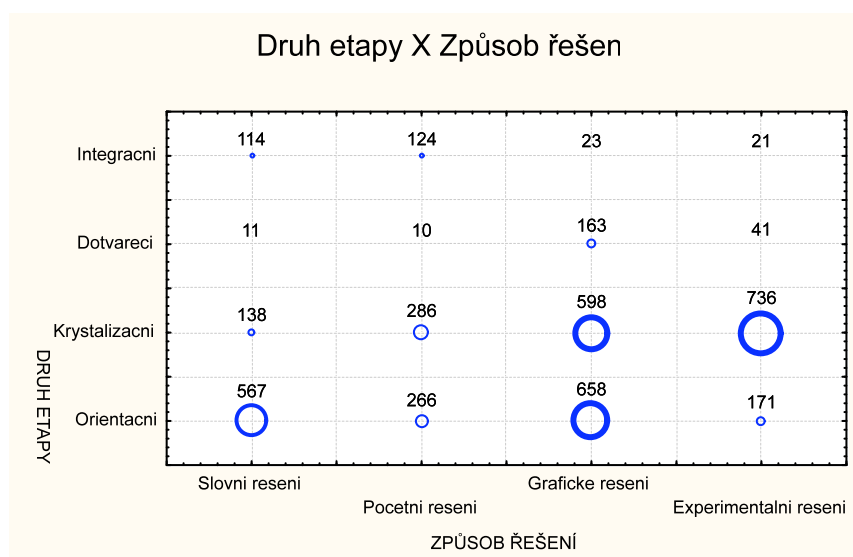 Druh etapy X Způsob řešen
Integracni 114 124 23 21
Dotvareci 11 10 163 41
Krystalizacni 138 286 598 736
Orientacni 567 266 658 171
DRUH ETAPY
Slovni reseni Graficke reseni
Pocetni reseni Experimentalni reseni
ZPŮSOB ŘEŠENÍ